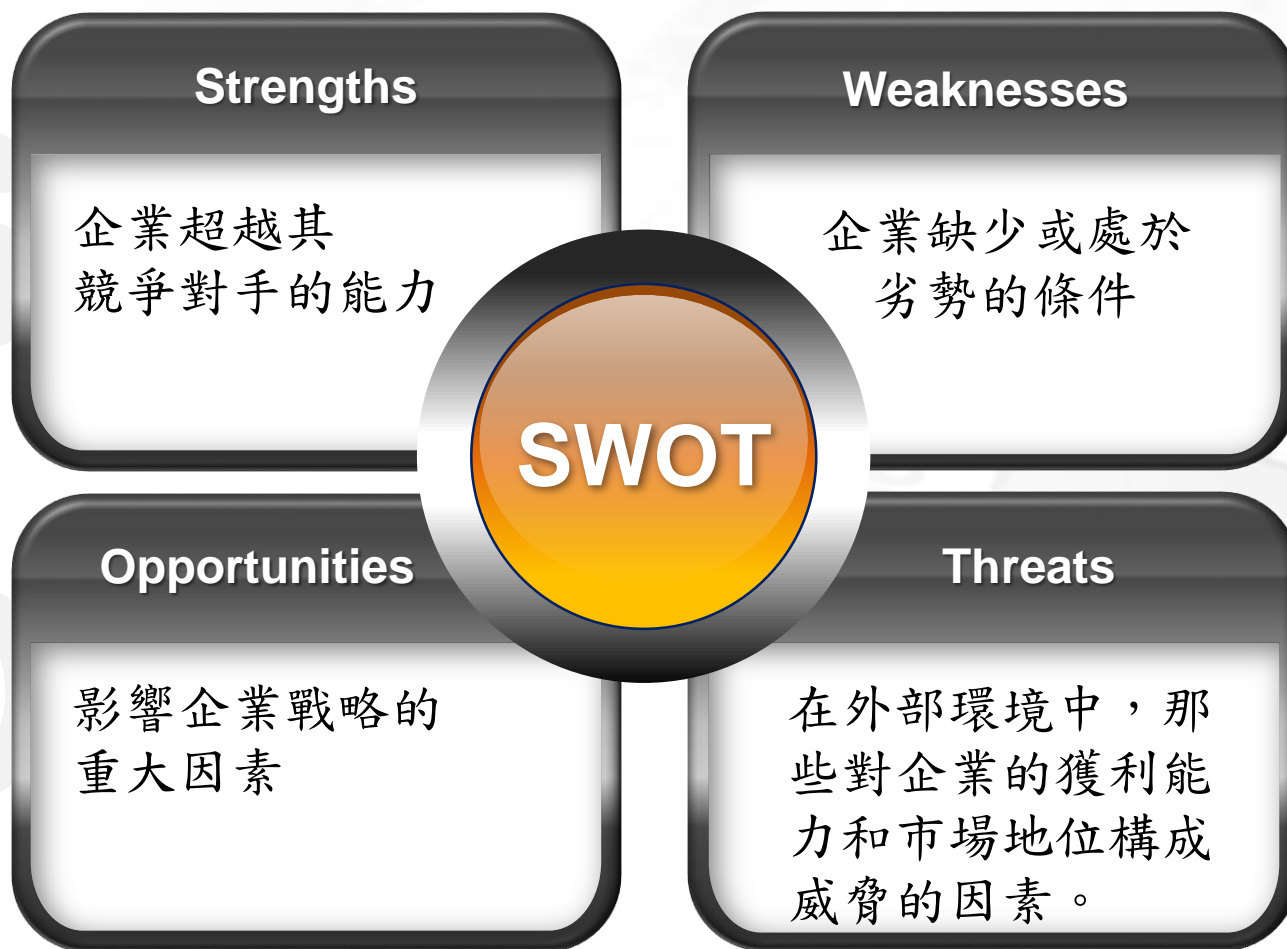 Strengths
企業超越其
競爭對手的能力
Weaknesses
企業缺少或處於
劣勢的條件
SWOT
Opportunities
影響企業戰略的
重大因素
Threats
在外部環境中，那
些對企業的獲利能
力和市場地位構成
威脅的因素。